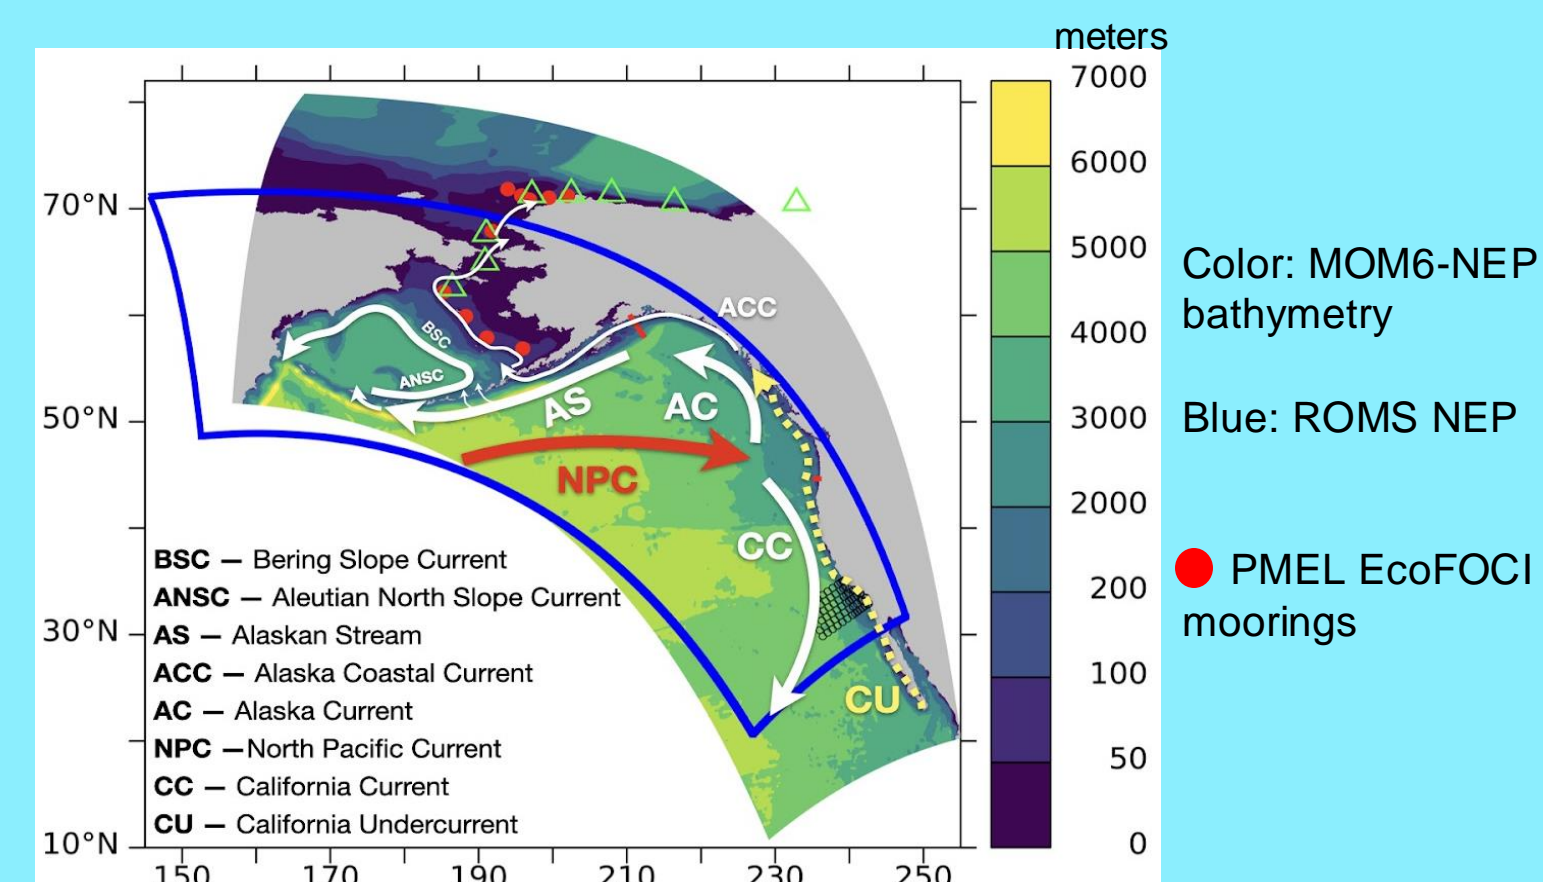 meters
7000
6000
5000
4000
3000
2000
200
100
50
0
70°N
50°N
30°N
10°N
150 170 190 210 230 250
ACC
BSC
ANSC
AS
AC
NPC
CC
CU
BSC — Bering Slope Current
ANSC — Aleutian North Slope Current
AS — Alaskan Stream
ACC — Alaska Coastal Current
AC — Alaska Current
NPC —North Pacific Current
CC — California Current
CU — California Undercurrent
Color: MOM6-NEP
bathymetry
Blue: ROMS NEP
PMEL EcoFOCI
moorings